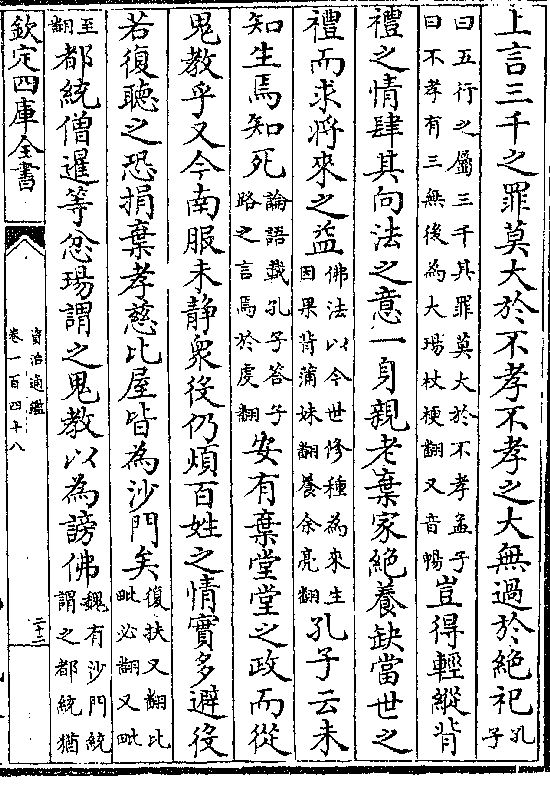 上言三千之罪莫大於不孝不孝之大無過於絶祀孔子
曰五行之屬三千其罪莫大於不孝孟子
曰不孝有三無後為大瑒杖梗翻又音暢
豈得輕縱背
禮之情肆其向法之意一身親老棄家絶養缺當世之
禮而求將來之益
佛法以今世修種為來生
因果背蒲妹翻養余亮翻
孔子云未
知生焉知死
論語載孔子答子
路之言焉於虔翻
安有棄堂堂之政而從
鬼教乎又今南服未静衆役仍煩百姓之情實多避役
若復聽之恐捐棄孝慈比屋皆為沙門矣
復扶又翻比
毗必翻又毗
至翻
都統僧暹等忿瑒謂之鬼教以為謗佛
魏有沙門統
謂之都統猶
欽定四庫全書
資治通鑑
卷一百四十八
二十三